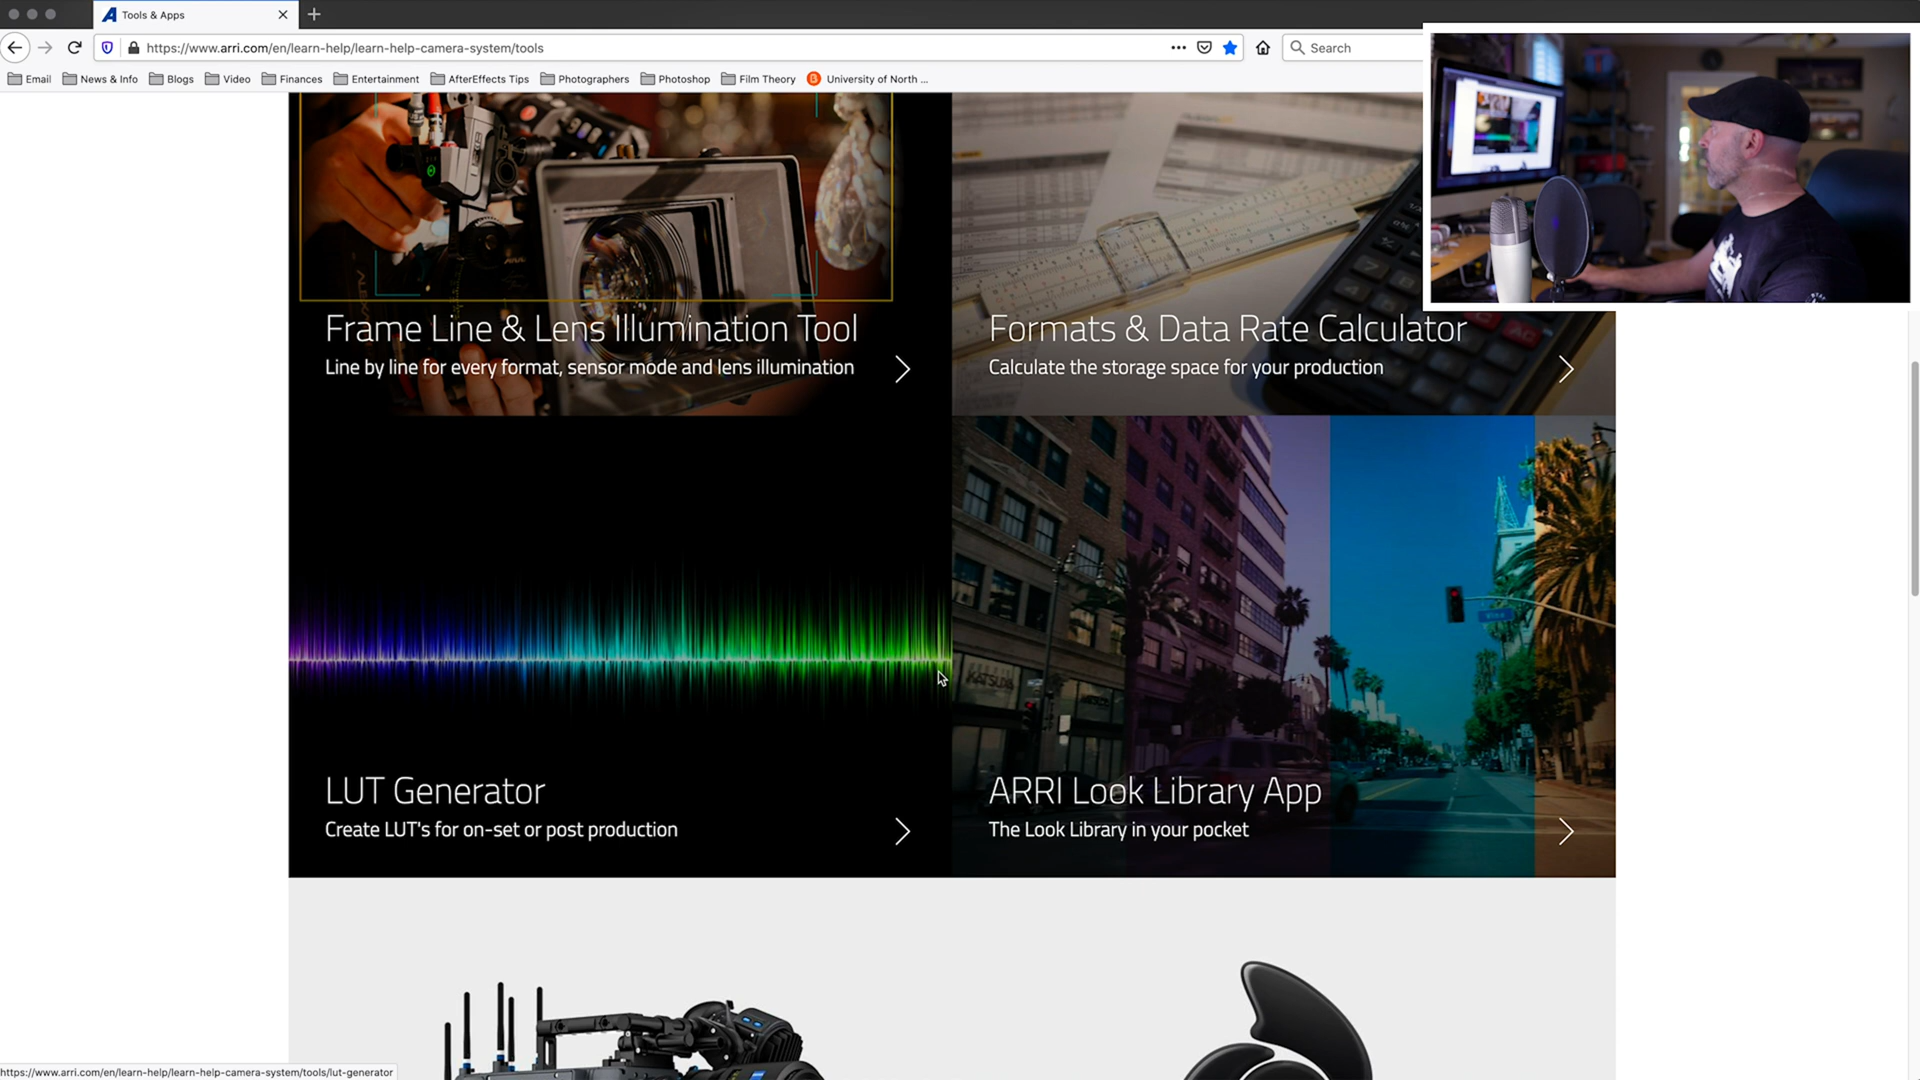 Tools & Apps
https://www.arri.com/en/learn-help/learn-help-camera-system/tools
Search
Email
News & Info
Blogs
Video
Finances
Entertainment
AfterEffects Tips
Photographers
Photoshop
Film Theory
University of North ...
Frame Line & Lens Illumination Tool
Line by line for every format, sensor mode and lens illumination
Formats & Data Rate Calculator
Calculate the storage space for your production
LUT Generator
Create LUT's for on-set or post production
ARRI Look Library App
The Look Library in your pocket
https://www.arri.com/en/learn-help/learn-help-camera-system/tools/lut-generator